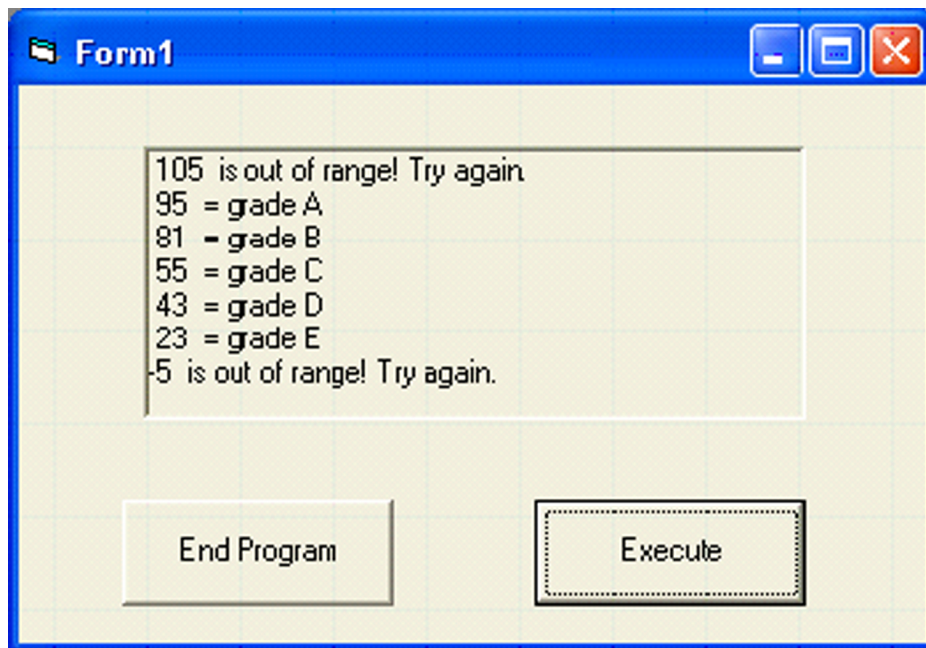 Form1
105 is out of range! Try again.
95 = grade A
81 = grade B
55 = grade C
43 = grade D
23 = grade E
-5 is out of range! Try again.
End Program
Execute